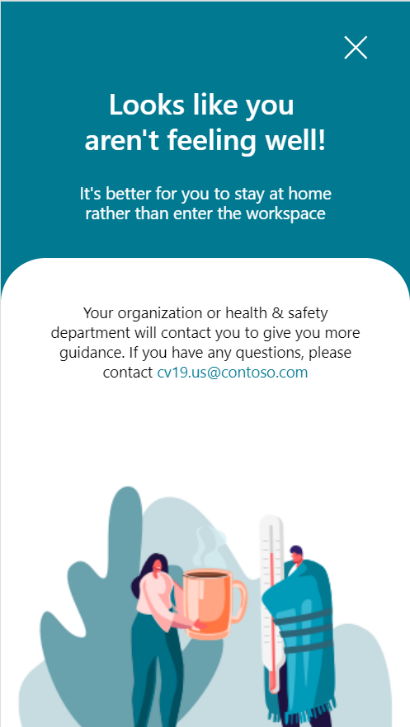 Looks like you
aren't feeling well!
It's better for you to stay at home
rather than enter the workspace
Your organization or health & safety
department will contact you to give you more
guidance. If you have any questions, please
contact cv19.us@contoso.com